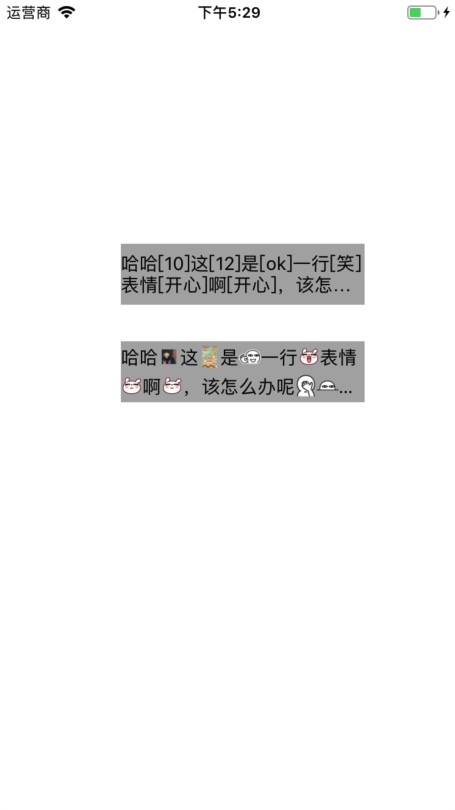 运营商 下午5:29
哈哈[10]这[12]是[ok]一行[笑]
表情[开心]啊[开心]，该怎...
哈哈这是一行表情
啊，该怎么办呢...